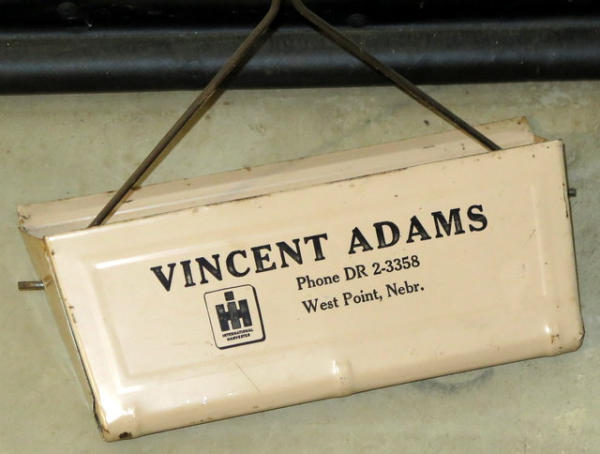 VINCENT ADAMS
Phone DR 2-3358
West Point, Nebr.
IH
INTERNATIONAL
HARVESTER